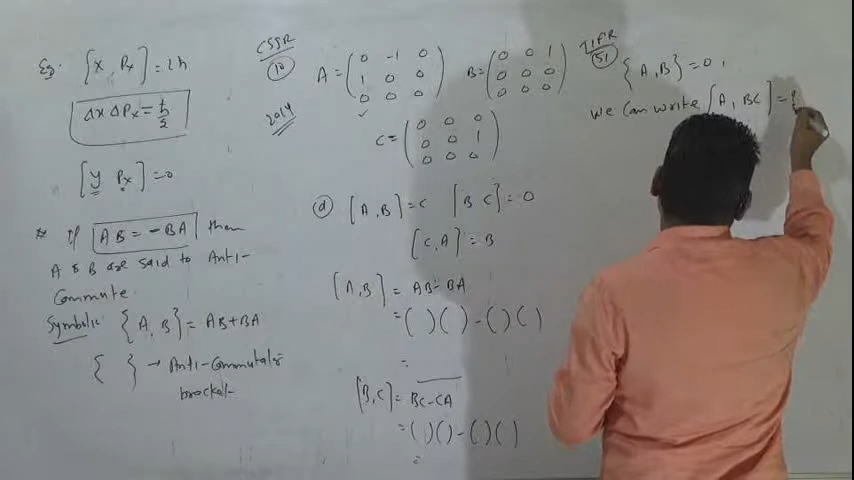 Eg. [x, Px] = iħ
Δx ΔPx = ħ/2
[y Px] = 0
* If AB = -BA then
A & B are said to Anti-
Commute.
Symbolic {A, B} = AB + BA
{ } → Anti-Commutator
bracket
CSIR
10
2014
A = ( 0 -1 0
1 0 0
0 0 0 )
B = ( 0 0 1
0 0 0
0 0 0 )
C = ( 0 0 0
0 0 1
0 0 0 )
d [A, B] = C [B C] = 0
[C, A] = B
[A, B] = AB - BA
= ( ) ( ) - ( ) ( )
=
[B, C] = BC - CA
= ( ) ( ) - ( ) ( )
=
TIFR
51
{A, B} = 0,
we can write [A, BC] = {